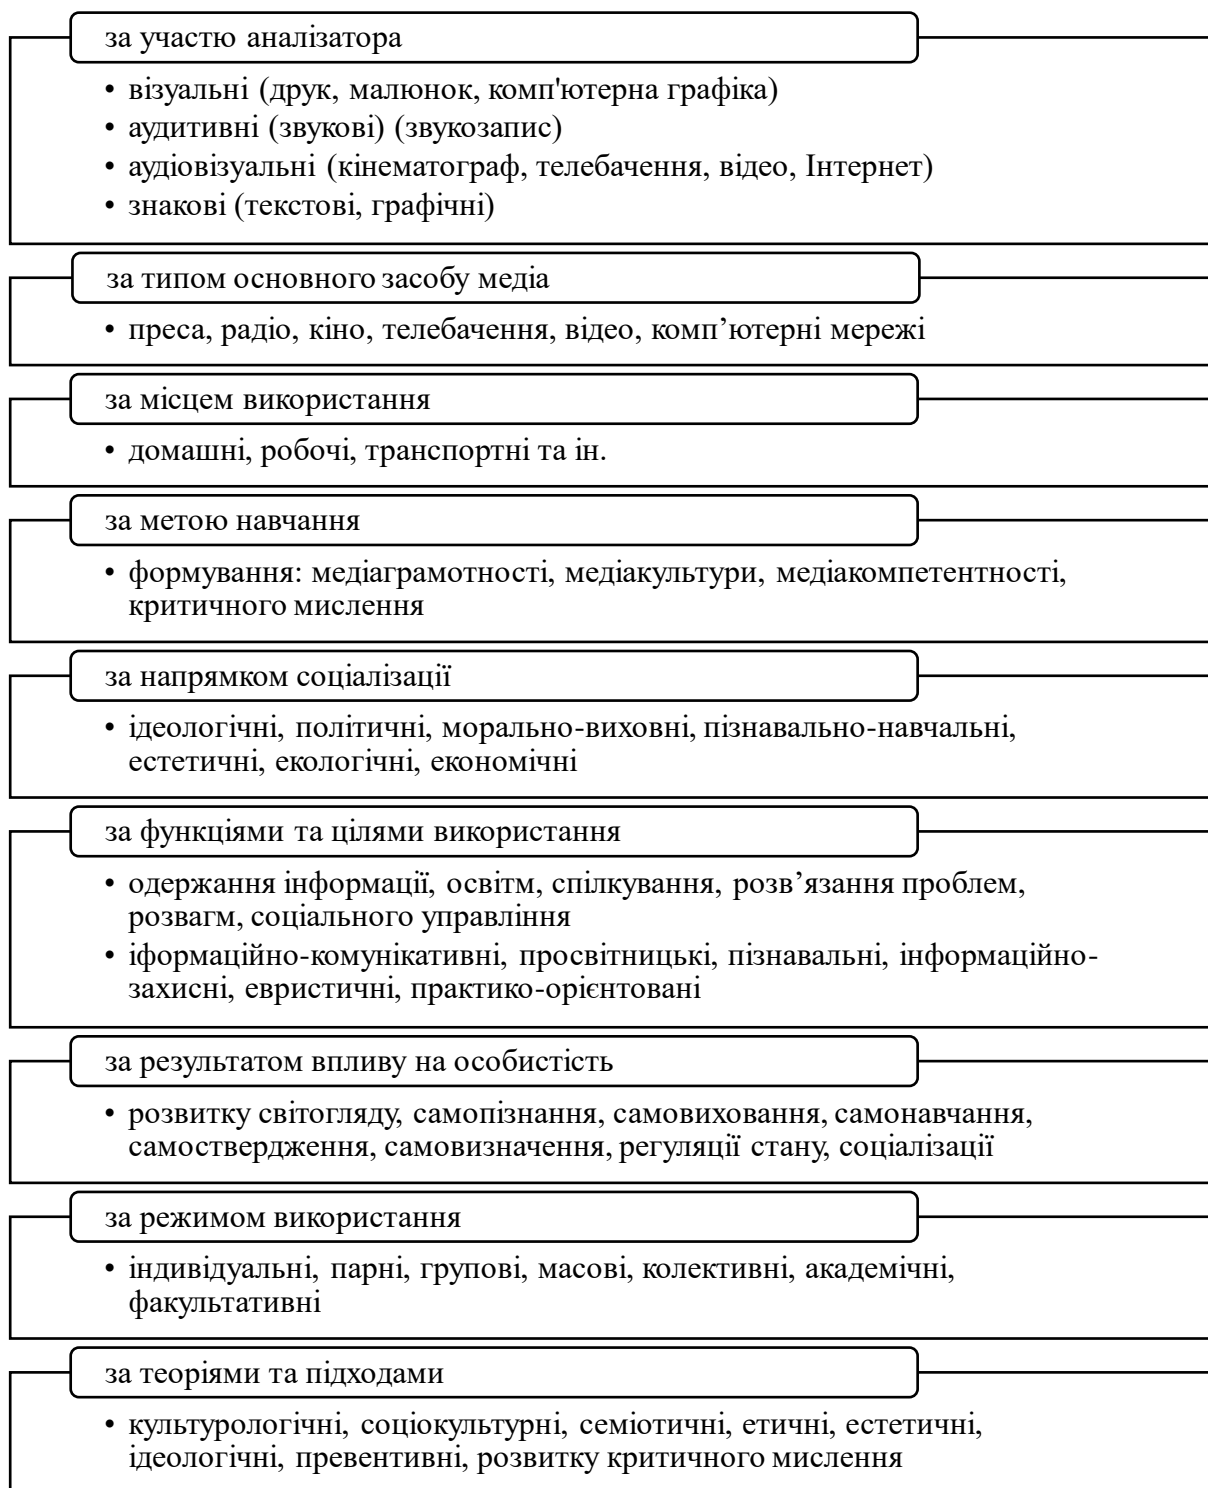 за участю аналізатора
• візуальні (друк, малюнок, комп'ютерна графіка)
• аудитивні (звукові) (звукозапис)
• аудіовізуальні (кінематограф, телебачення, відео, Інтернет)
• знакові (текстові, графічні)
за типом основного засобу медіа
• преса, радіо, кіно, телебачення, відео, комп’ютерні мережі
за місцем використання
• домашні, робочі, транспортні та ін.
за метою навчання
• формування: медіаграмотності, медіакультури, медіакомпетентності,
критичного мислення
за напрямком соціалізації
• ідеологічні, політичні, морально-виховні, пізнавально-навчальні,
естетичні, екологічні, економічні
за функціями та цілями використання
• одержання інформації, освітм, спілкування, розв’язання проблем,
розвагм, соціального управління
• іформаційно-комунікативні, просвітницькі, пізнавальні, інформаційно-
захисні, евристичні, практико-орієнтовані
за результатом впливу на особистість
• розвитку світогляду, самопізнання, самовиховання, самонавчання,
самоствердження, самовизначення, регуляції стану, соціалізації
за режимом використання
• індивідуальні, парні, групові, масові, колективні, академічні,
факультативні
за теоріями та підходами
• культурологічні, соціокультурні, семіотичні, етичні, естетичні,
ідеологічні, превентивні, розвитку критичного мислення